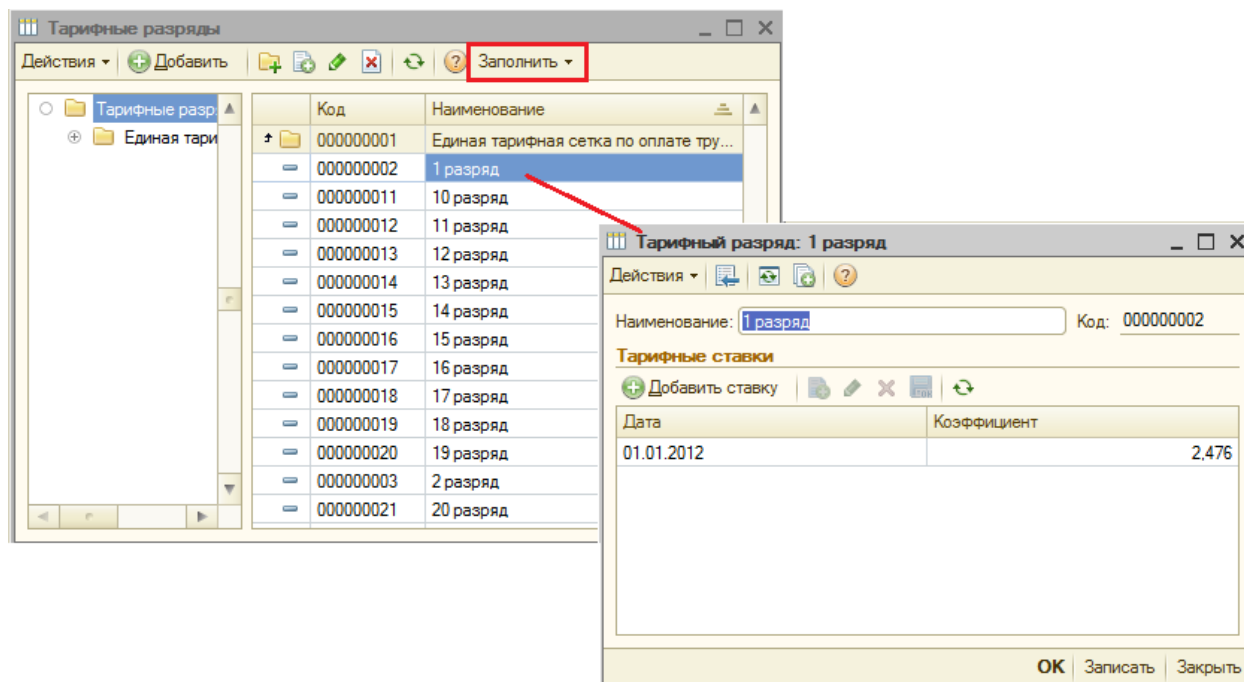 Тарифные разряды
Действия Добавить Заполнить
Тарифные разр
Единая тари
Код Наименование
000000001 Единая тарифная сетка по оплате тру...
000000002 1 разряд
000000011 10 разряд
000000012 11 разряд
000000013 12 разряд
000000014 13 разряд
000000015 14 разряд
000000016 15 разряд
000000017 16 разряд
000000018 17 разряд
000000019 18 разряд
000000020 19 разряд
000000003 2 разряд
000000021 20 разряд
Тарифный разряд: 1 разряд
Действия
Наименование: 1 разряд Код: 000000002
Тарифные ставки
Добавить ставку
Дата Коэффициент
01.01.2012 2,476
OK Записать Закрыть